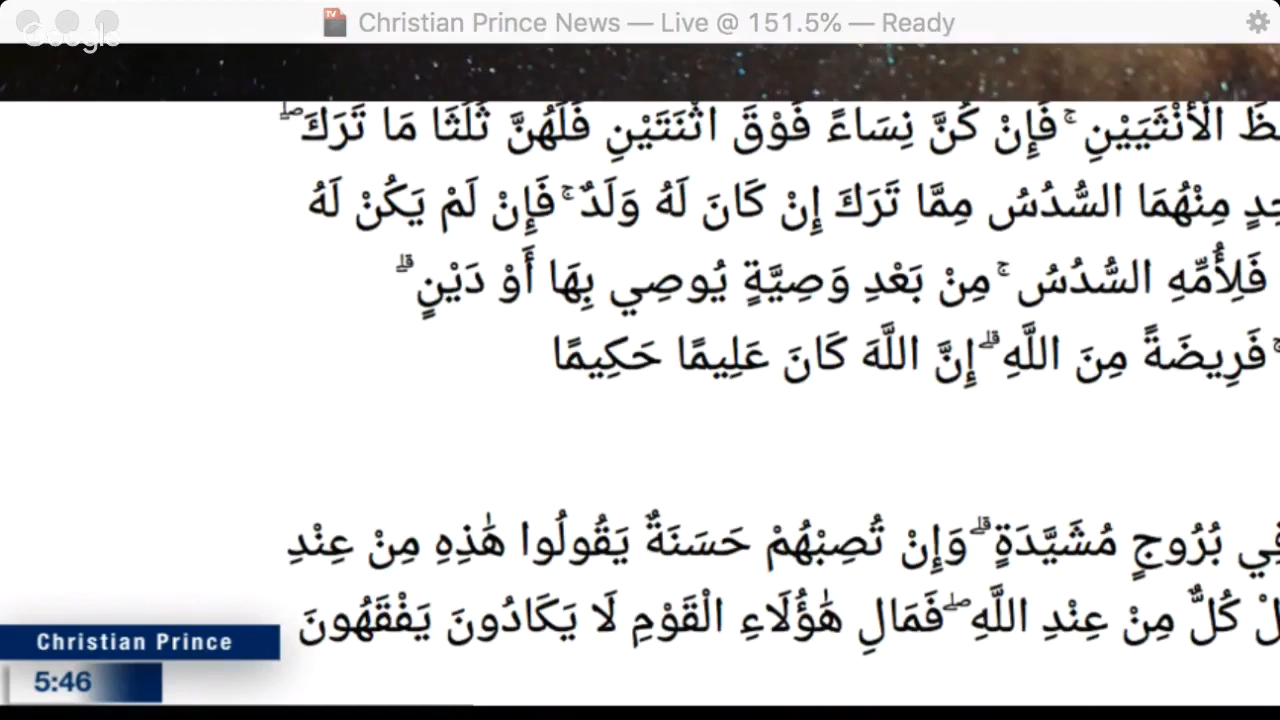 Google
Christian Prince News — Live @ 151.5% — Ready
الْأُنْثَيَيْنِ ۚ فَإِنْ كُنَّ نِسَاءً فَوْقَ اثْنَتَيْنِ فَلَهُنَّ ثُلُثَا مَا تَرَكَ ۖ
مِنْهُمَا السُّدُسُ مِمَّا تَرَكَ إِنْ كَانَ لَهُ وَلَدٌ ۚ فَإِنْ لَمْ يَكُنْ لَهُ
فَلِأُمِّهِ السُّدُسُ ۚ مِنْ بَعْدِ وَصِيَّةٍ يُوصِي بِهَا أَوْ دَيْنٍ ۗ
فَرِيضَةً مِنَ اللَّهِ ۗ إِنَّ اللَّهَ كَانَ عَلِيمًا حَكِيمًا
فِي بُرُوجٍ مُشَيَّدَةٍ ۗ وَإِنْ تُصِبْهُمْ حَسَنَةٌ يَقُولُوا هَٰذِهِ مِنْ عِنْدِ
كُلٌّ مِنْ عِنْدِ اللَّهِ ۖ فَمَالِ هَٰؤُلَاءِ الْقَوْمِ لَا يَكَادُونَ يَفْقَهُونَ
Christian Prince
5:46